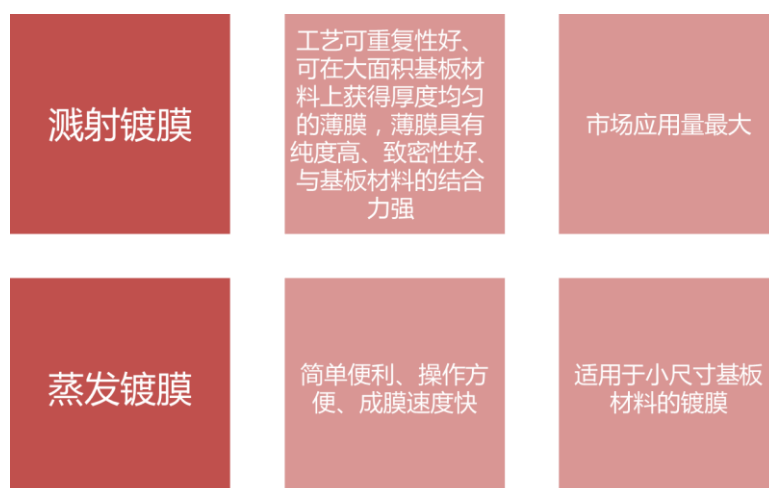 溅射镀膜
工艺可重复性好、
可在大面积基板材
料上获得厚度均匀
的薄膜，薄膜具有
纯度高、致密性好、
与基板材料的结合
力强
市场应用量最大
蒸发镀膜
简单便利、操作方
便、成膜速度快
适用于小尺寸基板
材料的镀膜